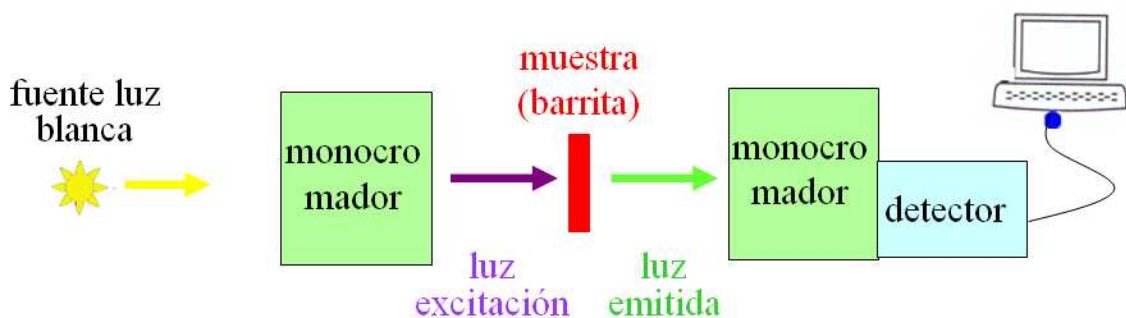 fuente luz
blanca
monocro
mador
luz
excitación
muestra
(barrita)
luz
emitida
monocro
mador
detector